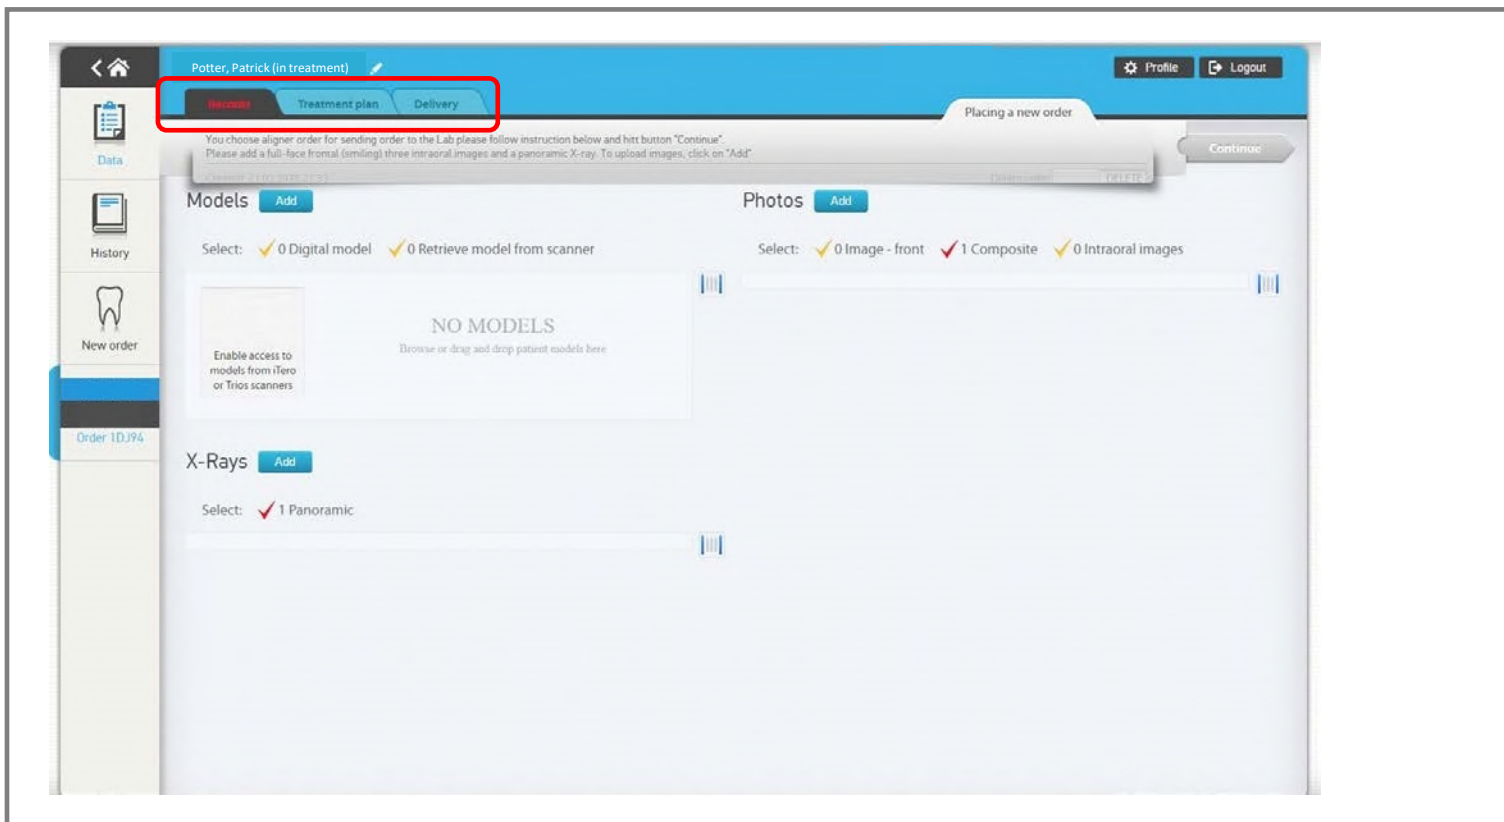 Potter, Patrick (in treatment)
Profile
Logout
Records
Treatment plan
Delivery
Placing a new order
You choose aligner order for sending order to the Lab please follow instruction below and hitt button "Continue".
Please add a full-face fromtal (smiling) three intraoral images and a panoramic X-ray. To upload images, click on "Add"
Continue
DELETE
Data
History
New order
Order 1DJ94
Models
Add
Select:
0 Digital model
0 Retrieve model from scanner
Enable access to
models from iTero
or Trios scanners
NO MODELS
Browse or drag and drop patient models here
X-Rays
Add
Select:
1 Panoramic
Photos
Add
Select:
0 Image - front
1 Composite
0 Intraoral images